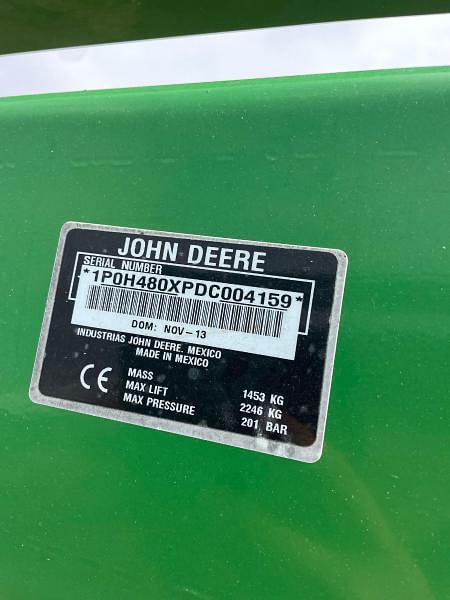 JOHN DEERE
SERIAL NUMBER
*1P0H480XPDC004159*
DOM: NOV-13
INDUSTRIAS JOHN DEERE, MEXICO
MADE IN MEXICO
CE
MASS 1453 KG
MAX LIFT 2246 KG
MAX PRESSURE 201 BAR